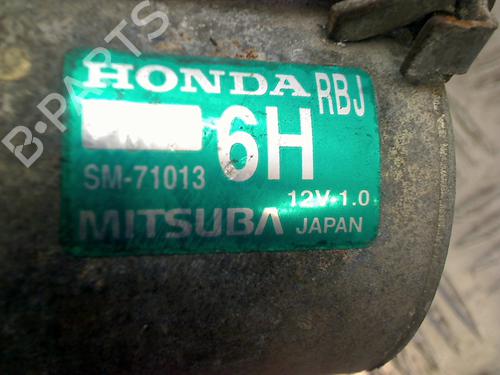 HONDA RBJ
6H
SM-71013
12V 1.0
MITSUBA JAPAN
B-PARTS